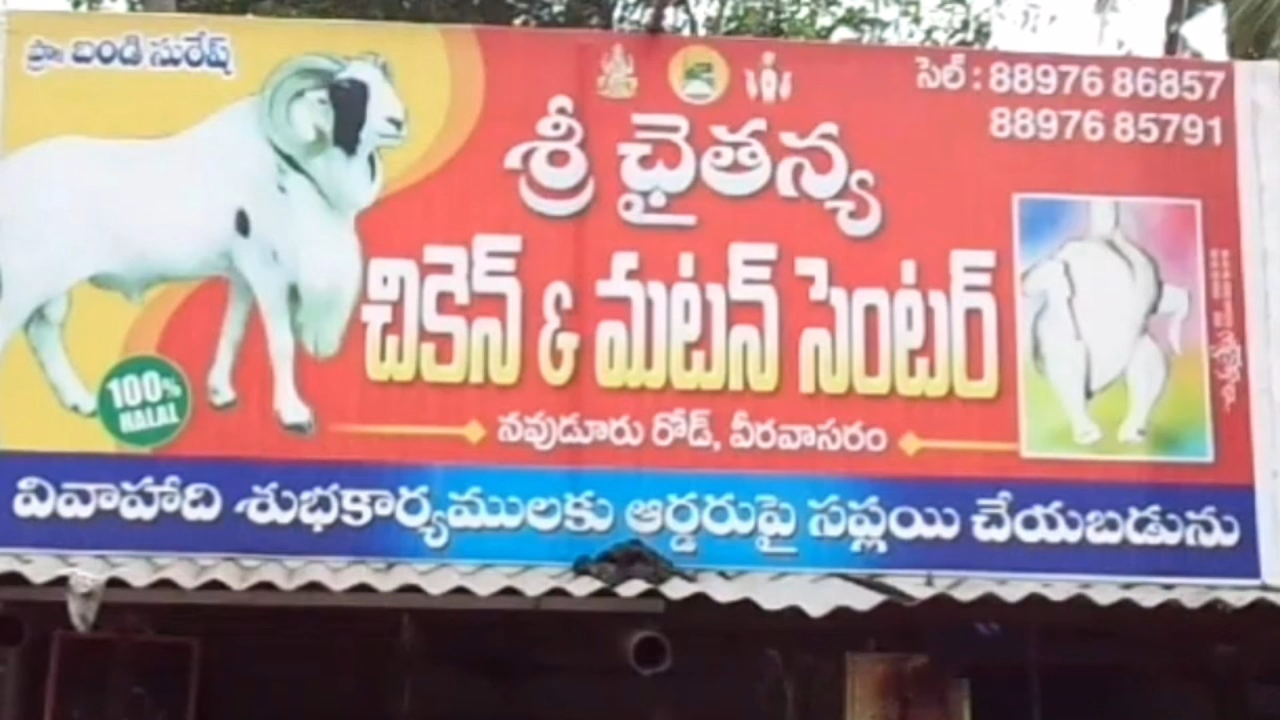 ప్రొ॥ బండి సురేష్
సెల్ : 88976 86857
88976 85791
శ్రీ చైతన్య
చికెన్ & మటన్ సెంటర్
100% HALAL
నవుడూరు రోడ్, వీరవాసరం
వివాహాది శుభకార్యములకు ఆర్డరుపై సప్లయి చేయబడును